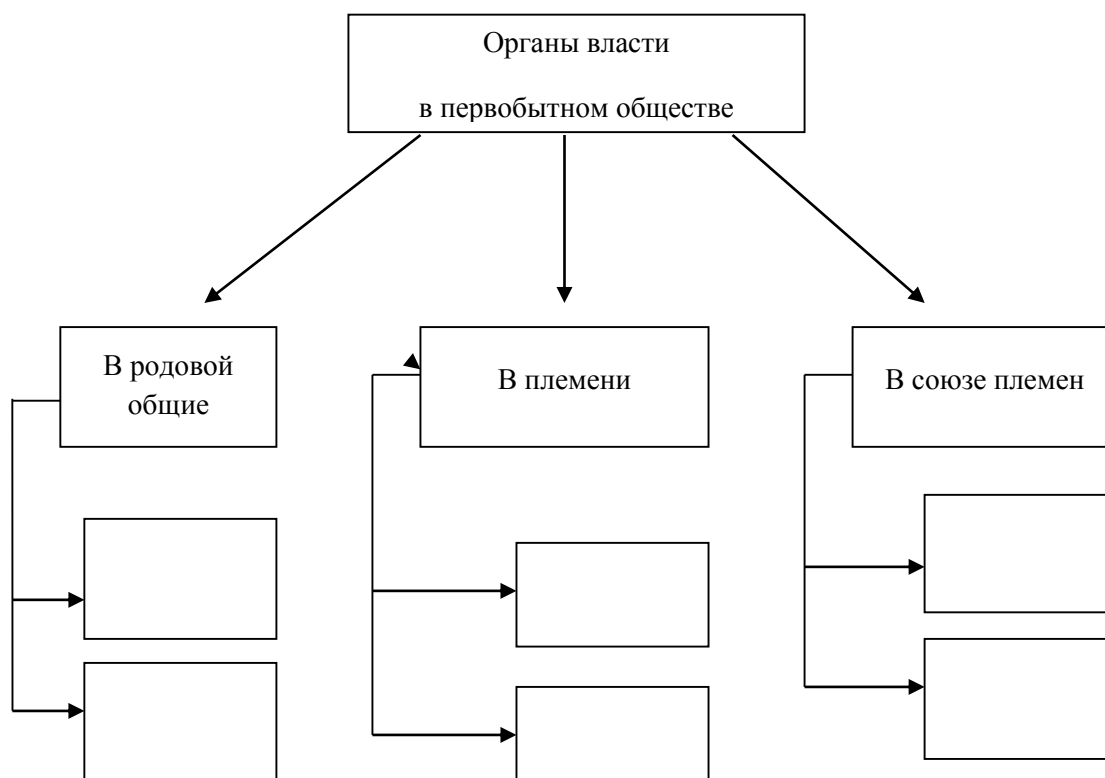 Органы власти
в первобытном обществе
В родовой
общие
В племени
В союзе племен